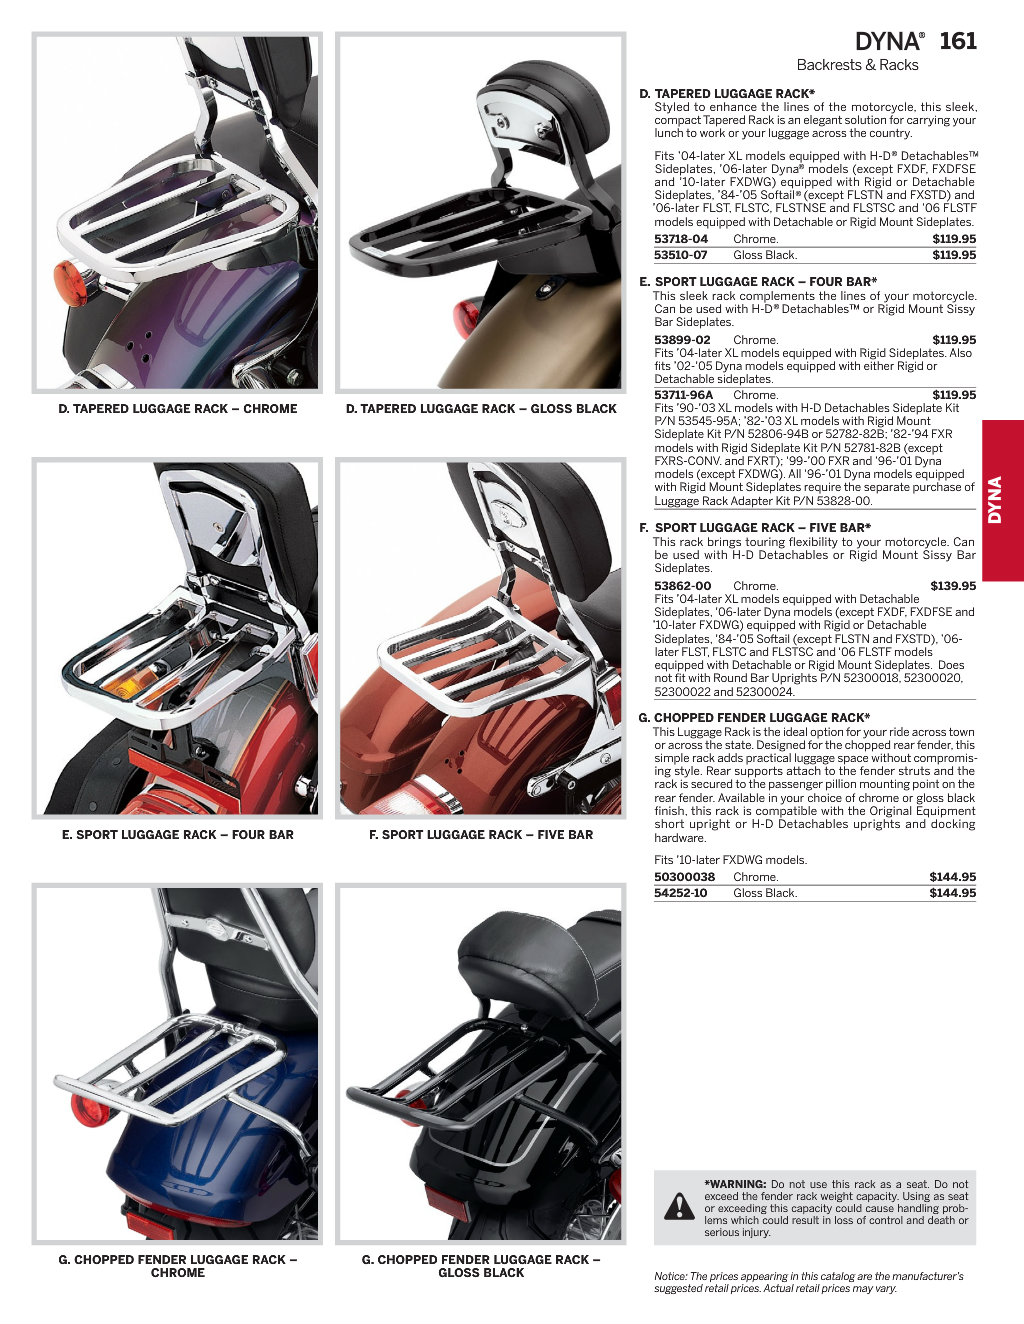 DYNA® 161
Backrests & Racks
D. TAPERED LUGGAGE RACK – CHROME
D. TAPERED LUGGAGE RACK – GLOSS BLACK
E. SPORT LUGGAGE RACK – FOUR BAR
F. SPORT LUGGAGE RACK – FIVE BAR
G. CHOPPED FENDER LUGGAGE RACK –
CHROME
G. CHOPPED FENDER LUGGAGE RACK –
GLOSS BLACK
D. TAPERED LUGGAGE RACK*
Styled to enhance the lines of the motorcycle, this sleek,
compact Tapered Rack is an elegant solution for carrying your
lunch to work or your luggage across the country.
Fits '04-later XL models equipped with H-D® Detachables™
Sideplates, '06-later Dyna® models (except FXDF, FXDFSE
and '10-later FXDWG) equipped with Rigid or Detachable
Sideplates, '84-'05 Softail® (except FLSTN and FXSTD) and
'06-later FLST, FLSTC, FLSTNSE and FLSTSC and '06 FLSTF
models equipped with Detachable or Rigid Mount Sideplates.
53718-04 Chrome. $119.95
53510-07 Gloss Black. $119.95
E. SPORT LUGGAGE RACK – FOUR BAR*
This sleek rack complements the lines of your motorcycle.
Can be used with H-D® Detachables™ or Rigid Mount Sissy
Bar Sideplates.
53899-02 Chrome. $119.95
Fits '04-later XL models equipped with Rigid Sideplates. Also
fits '02-'05 Dyna models equipped with either Rigid or
Detachable sideplates.
53711-96A Chrome. $119.95
Fits '90-'03 XL models with H-D Detachables Sideplate Kit
P/N 53545-95A; '82-'03 XL models with Rigid Mount
Sideplate Kit P/N 52806-94B or 52782-82B; '82-'94 FXR
models with Rigid Sideplate Kit P/N 52781-82B (except
FXRS-CONV. and FXRT); '99-'00 FXR and '96-'01 Dyna
models (except FXDWG). All '96-'01 Dyna models equipped
with Rigid Mount Sideplates require the separate purchase of
Luggage Rack Adapter Kit P/N 53828-00.
F. SPORT LUGGAGE RACK – FIVE BAR*
This rack brings touring flexibility to your motorcycle. Can
be used with H-D Detachables or Rigid Mount Sissy Bar
Sideplates.
53862-00 Chrome. $139.95
Fits '04-later XL models equipped with Detachable
Sideplates, '06-later Dyna models (except FXDF, FXDFSE and
'10-later FXDWG) equipped with Rigid or Detachable
Sideplates, '84-'05 Softail (except FLSTN and FXSTD), '06-
later FLST, FLSTC and FLSTSC and '06 FLSTF models
equipped with Detachable or Rigid Mount Sideplates. Does
not fit with Round Bar Uprights P/N 52300018, 52300020,
52300022 and 52300024.
G. CHOPPED FENDER LUGGAGE RACK*
This Luggage Rack is the ideal option for your ride across town
or across the state. Designed for the chopped rear fender, this
simple rack adds practical luggage space without compromis-
ing style. Rear supports attach to the fender struts and the
rack is secured to the passenger pillion mounting point on the
rear fender. Available in your choice of chrome or gloss black
finish, this rack is compatible with the Original Equipment
short upright or H-D Detachables uprights and docking
hardware.
Fits '10-later FXDWG models.
50300038 Chrome. $144.95
54252-10 Gloss Black. $144.95
DYNA
*WARNING: Do not use this rack as a seat. Do not
exceed the fender rack weight capacity. Using as seat
or exceeding this capacity could cause handling prob-
lems which could result in loss of control and death or
serious injury.
Notice: The prices appearing in this catalog are the manufacturer's
suggested retail prices. Actual retail prices may vary.